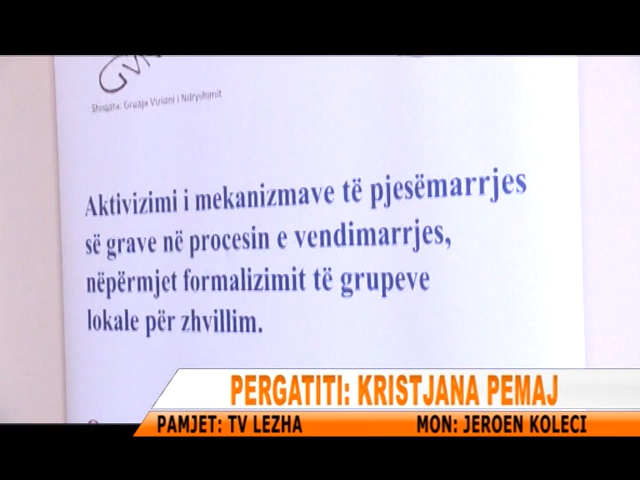 Shoqata: Gruaja Vizioni i Ndryshimit
Aktivizimi i mekanizmave të pjesëmarrjes
së grave në procesin e vendimarrjes,
nëpërmjet formalizimit të grupeve
lokale për zhvillim.
PERGATITI: KRISTJANA PEMAJ
PAMJET: TV LEZHA MON: JEROEN KOLECI